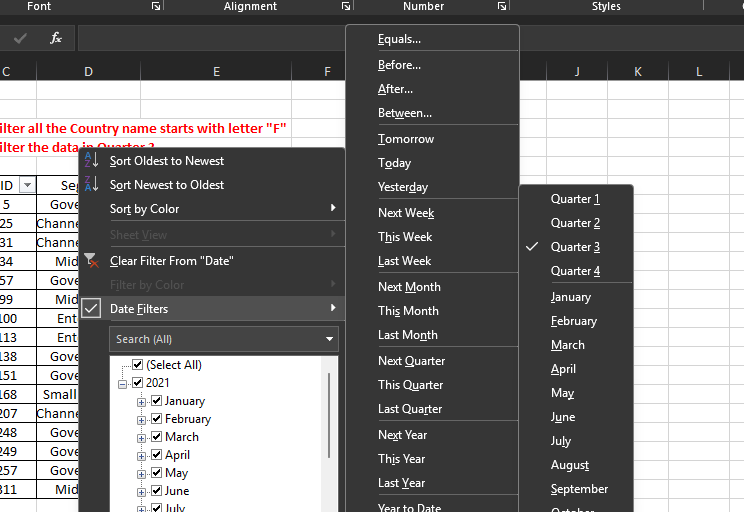 Font Alignment Number Styles
fx
C D E F J K L
ilter all the Country name starts with letter "F"
ilter the data in Quarter 3
ID Seg
5 Gove
25 Channe
31 Channe
34 Mid
57 Gove
99 Mid
100 Ent
113 Ent
138 Gove
151 Gove
168 Small
207 Channe
248 Gove
249 Gove
257 Gove
311 Mid
Sort Oldest to Newest
Sort Newest to Oldest
Sort by Color
Sheet View
Clear Filter From "Date"
Filter by Color
Date Filters
Search (All)
(Select All)
2021
January
February
March
April
May
June
July
Equals...
Before...
After...
Between...
Tomorrow
Today
Yesterday
Next Week
This Week
Last Week
Next Month
This Month
Last Month
Next Quarter
This Quarter
Last Quarter
Next Year
This Year
Last Year
Year to Date
Quarter 1
Quarter 2
Quarter 3
Quarter 4
January
February
March
April
May
June
July
August
September
October